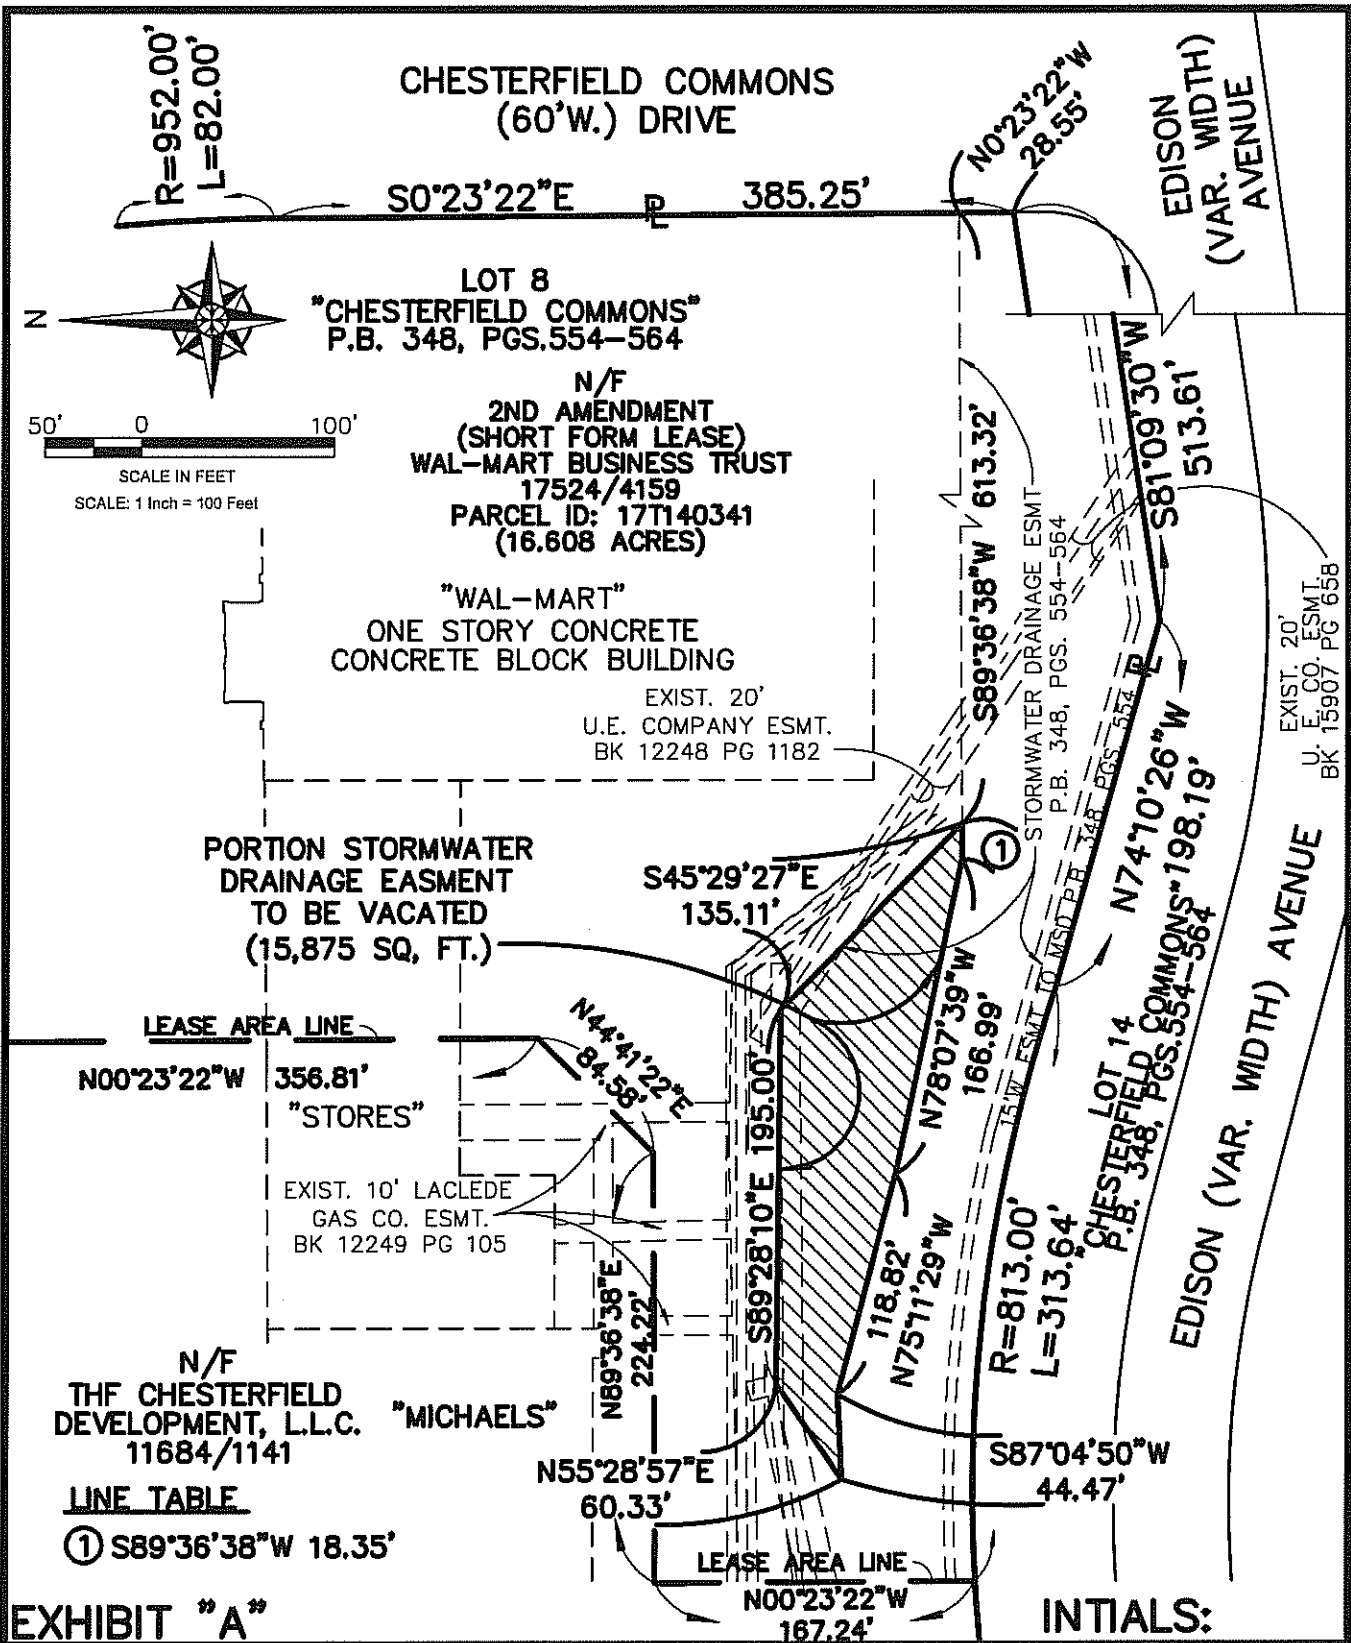 R=952.00'
L=82.00'
CHESTERFIELD COMMONS
(60'W.) DRIVE
N0°23'22"W
28.55'
EDISON
(VAR. WIDTH)
AVENUE
S0°23'22"E
PL
385.25'
N
LOT 8
"CHESTERFIELD COMMONS"
P.B. 348, PGS.554-564
N/F
2ND AMENDMENT
(SHORT FORM LEASE)
WAL-MART BUSINESS TRUST
17524/4159
PARCEL ID: 17T140341
(16.608 ACRES)
50' 0 100'
SCALE IN FEET
SCALE: 1 Inch = 100 Feet
"WAL-MART"
ONE STORY CONCRETE
CONCRETE BLOCK BUILDING
EXIST. 20'
U.E. COMPANY ESMT.
BK 12248 PG 1182
S89°36'38"W 613.32'
STORMWATER DRAINAGE ESMT
P.B. 348, PGS. 554-564
S81°09'30"W
513.61'
EXIST. 20'
U. E. CO. ESMT.
BK 15907 PG 658
PL
N74°10'26"W
198.19'
15'W ESMT TO MSD P.B. 348, PGS 554
PORTION STORMWATER
DRAINAGE EASMENT
TO BE VACATED
(15,875 SQ, FT.)
S45°29'27"E
135.11'
1
LEASE AREA LINE
N00°23'22"W 356.81'
N44°41'22"E
84.58'
"STORES"
S89°28'10"E 195.00'
N78°07'39"W
166.99'
LOT 14
"CHESTERFIELD COMMONS"
P.B. 348, PGS.554-564
EDISON (VAR. WIDTH) AVENUE
EXIST. 10' LACLEDE
GAS CO. ESMT.
BK 12249 PG 105
N89°36'38"E
224.22'
118.82'
N75°11'29"W
R=813.00'
L=313.64'
N/F
THF CHESTERFIELD
DEVELOPMENT, L.L.C.
11684/1141
"MICHAELS"
N55°28'57"E
60.33'
S87°04'50"W
44.47'
LINE TABLE
1 S89°36'38"W 18.35'
LEASE AREA LINE
N00°23'22"W
167.24'
EXHIBIT "A"
INTIALS: